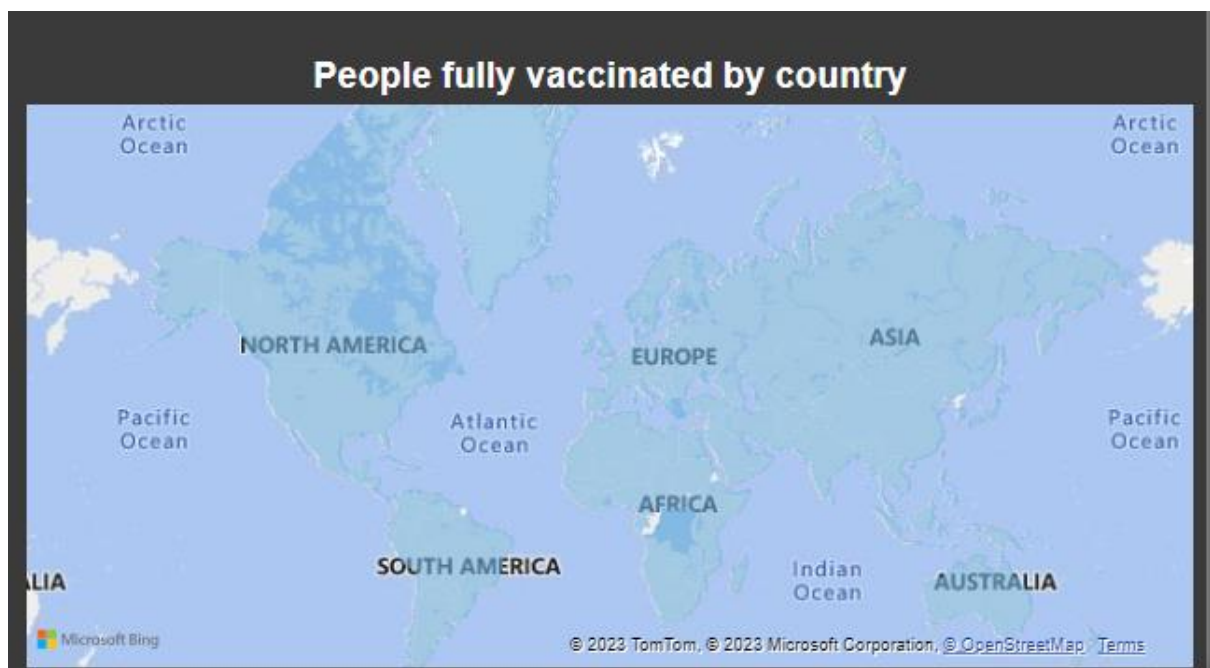 People fully vaccinated by country
Arctic
Ocean
Arctic
Ocean
NORTH AMERICA
EUROPE
ASIA
Pacific
Ocean
Atlantic
Ocean
Pacific
Ocean
AFRICA
SOUTH AMERICA
Indian
Ocean
ALIA
AUSTRALIA
Microsoft Bing
© 2023 TomTom, © 2023 Microsoft Corporation, © OpenStreetMap Terms